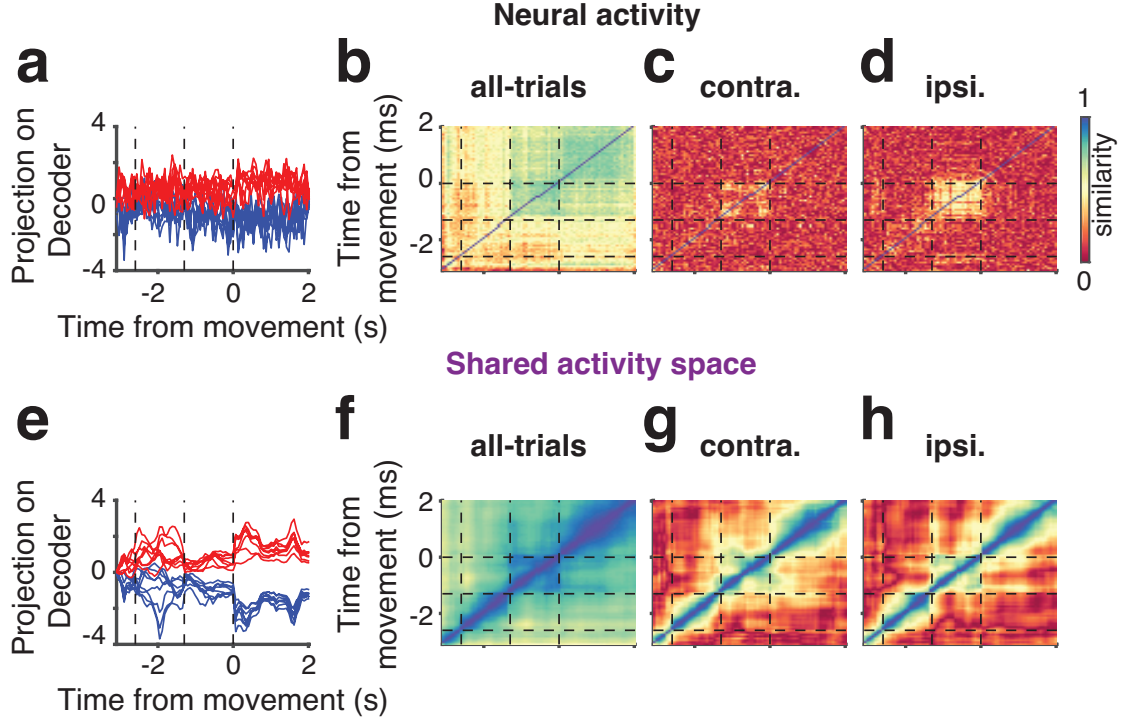 Neural activity
a
b
c
d
all-trials
contra.
ipsi.
Projection on
Decoder
4
0
-4
-2
0
2
Time from movement (s)
Time from
movement (ms)
2
0
-2
1
0
similarity
Shared activity space
e
f
g
h
all-trials
contra.
ipsi.
Projection on
Decoder
4
0
-4
-2
0
2
Time from movement (s)
Time from
movement (ms)
2
0
-2